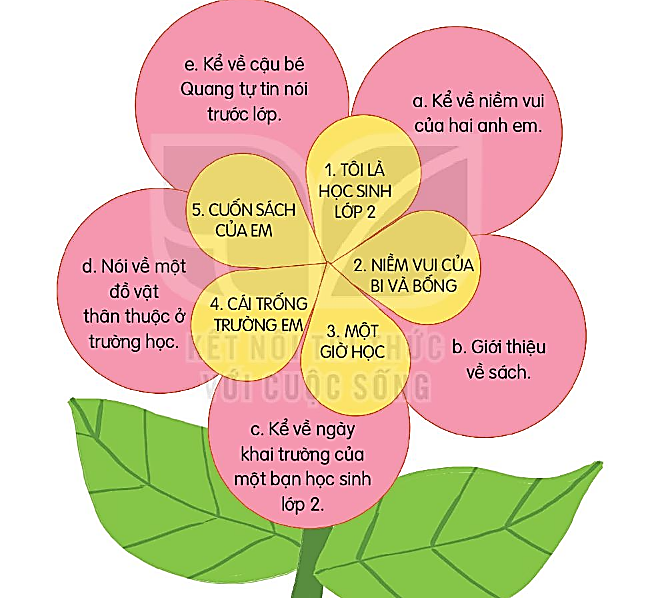 e. Kể về cậu bé
Quang tự tin nói
trước lớp.
a. Kể về niềm vui
của hai anh em.
1. TÔI LÀ
HỌC SINH
LỚP 2
5. CUỐN SÁCH
CỦA EM
2. NIỀM VUI CỦA
BI VÀ BỐNG
d. Nói về một
đồ vật
thân thuộc ở
trường học.
4. CÁI TRỐNG
TRƯỜNG EM
3. MỘT
GIỜ HỌC
b. Giới thiệu
về sách.
KẾT NỐI TRI THỨC
VỚI CUỘC SỐNG
c. Kể về ngày
khai trường của
một bạn học sinh
lớp 2.